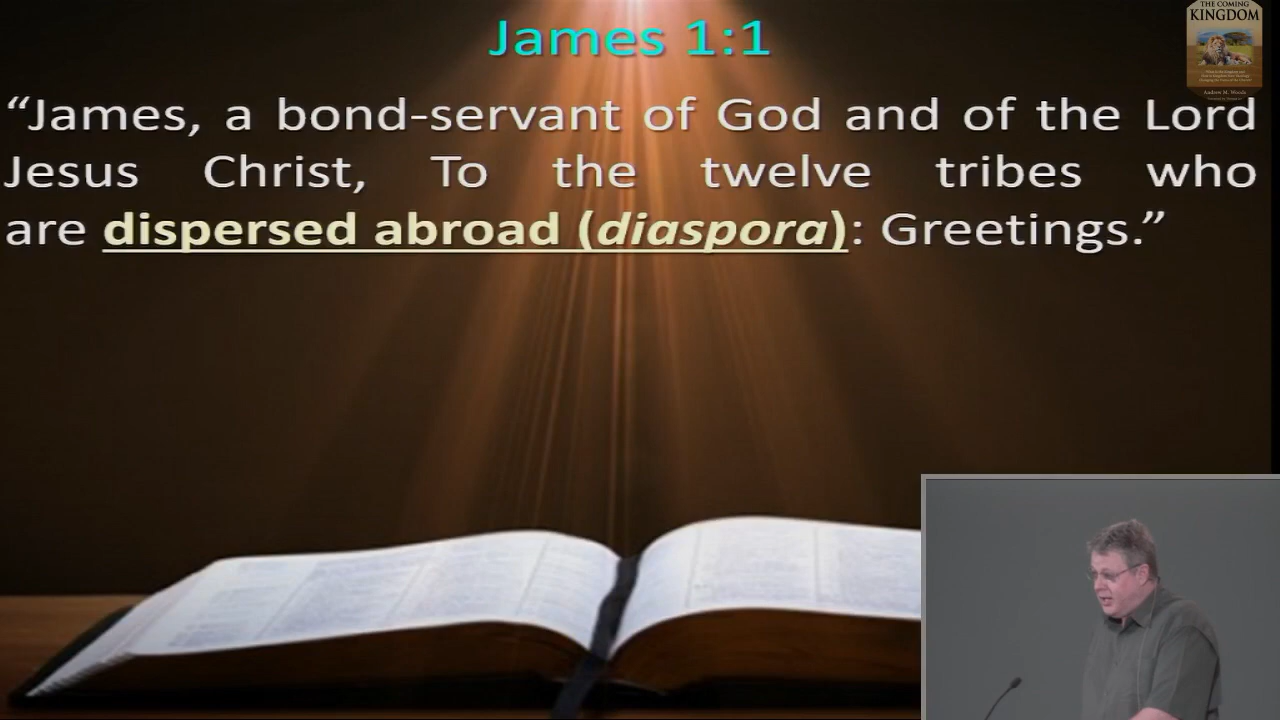 James 1:1
THE COMING
KINGDOM
“James, a bond-servant of God and of the Lord
Jesus Christ, To the twelve tribes who
are dispersed abroad (diaspora): Greetings.”
Andrew M. Woods